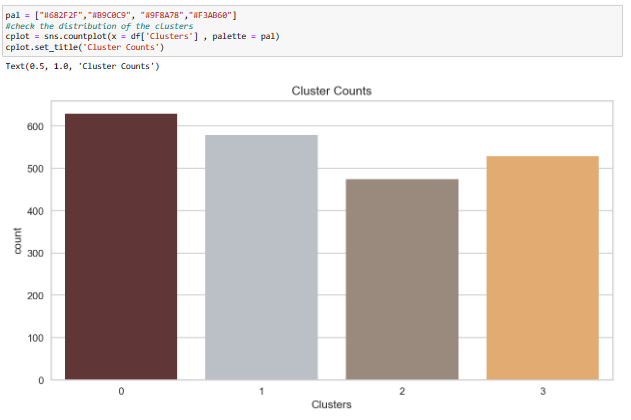 pal = ["#682F2F","#B9C0C9", "#9F8A78","#F3AB60"]
#check the distribution of the clusters
cplot = sns.countplot(x = df['Clusters'] , palette = pal)
cplot.set_title('Cluster Counts')
Text(0.5, 1.0, 'Cluster Counts')
Cluster Counts
600
500
400
300
200
100
0
count
0 1 2 3
Clusters